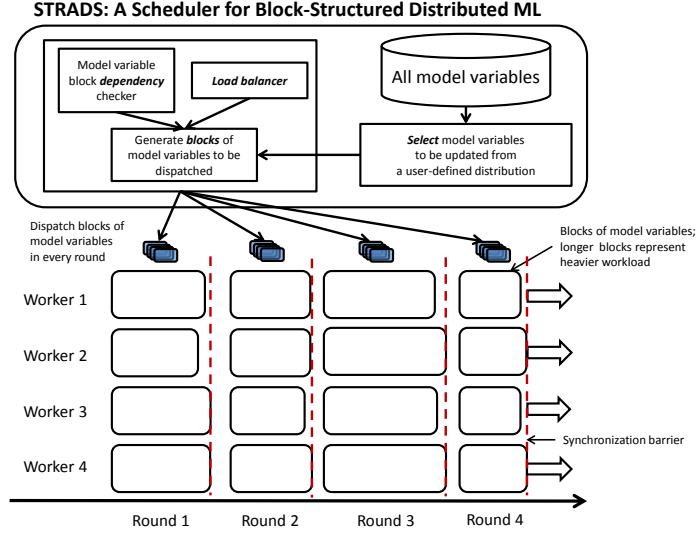 STRADS: A Scheduler for Block-Structured Distributed ML
Model variable
block dependency
checker
Load balancer
All model variables
Generate blocks of
model variables to be
dispatched
Select model variables
to be updated from
a user-defined distribution
Dispatch blocks of
model variables
in every round
Blocks of model variables;
longer blocks represent
heavier workload
Worker 1
Worker 2
Worker 3
Synchronization barrier
Worker 4
Round 1
Round 2
Round 3
Round 4